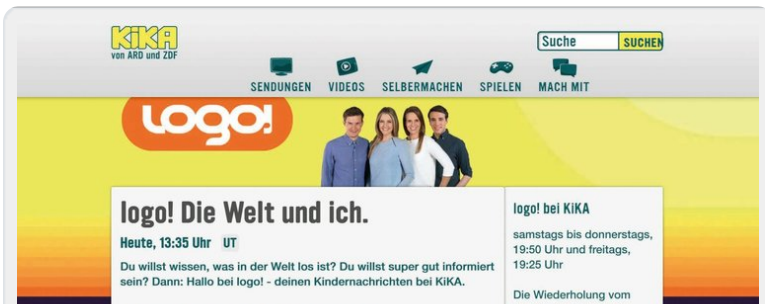 KiKA
von ARD und ZDF
Suche
SUCHEN
SENDUNGEN
VIDEOS
SELBERMACHEN
SPIELEN
MACH MIT
LOGO!
logo! Die Welt und ich.
Heute, 13:35 Uhr UT
Du willst wissen, was in der Welt los ist? Du willst super gut informiert
sein? Dann: Hallo bei logo! - deinen Kindernachrichten bei KiKA.
logo! bei KiKA
samstags bis donnerstags,
19:50 Uhr und freitags,
19:25 Uhr
Die Wiederholung vom